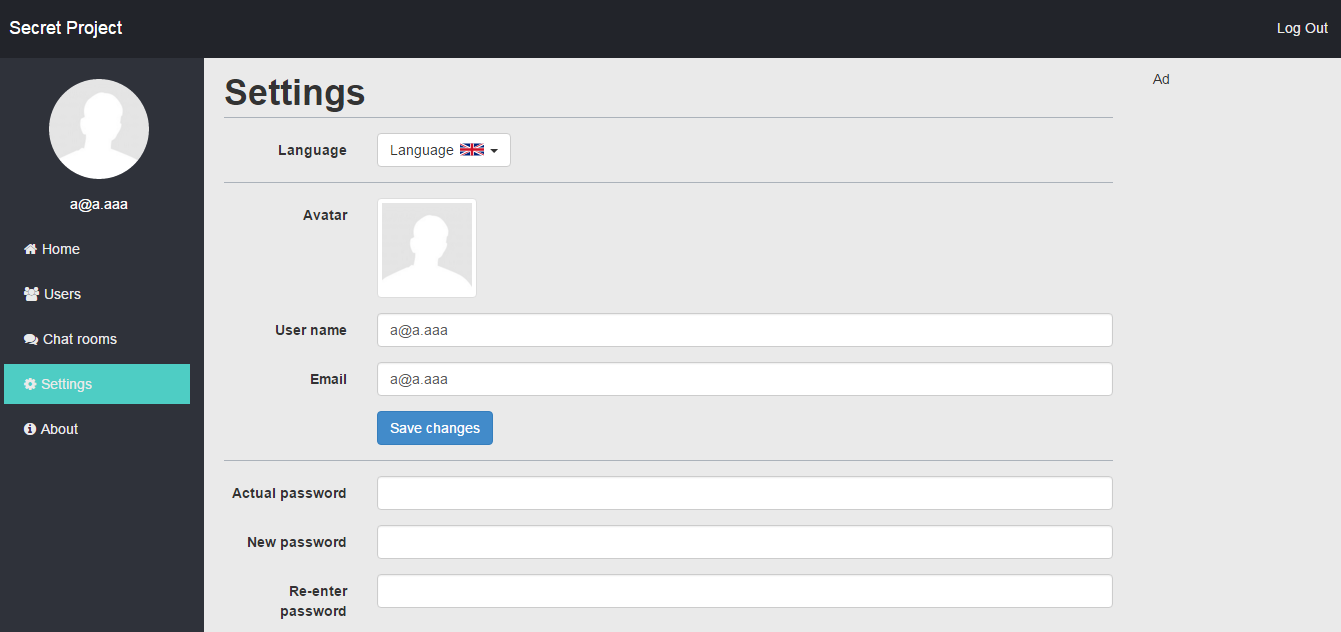 Secret Project
Log Out
a@a.aaa
Home
Users
Chat rooms
Settings
About
Settings
Language
Language
Avatar
User name
a@a.aaa
Email
a@a.aaa
Save changes
Actual password
New password
Re-enter
password
Ad